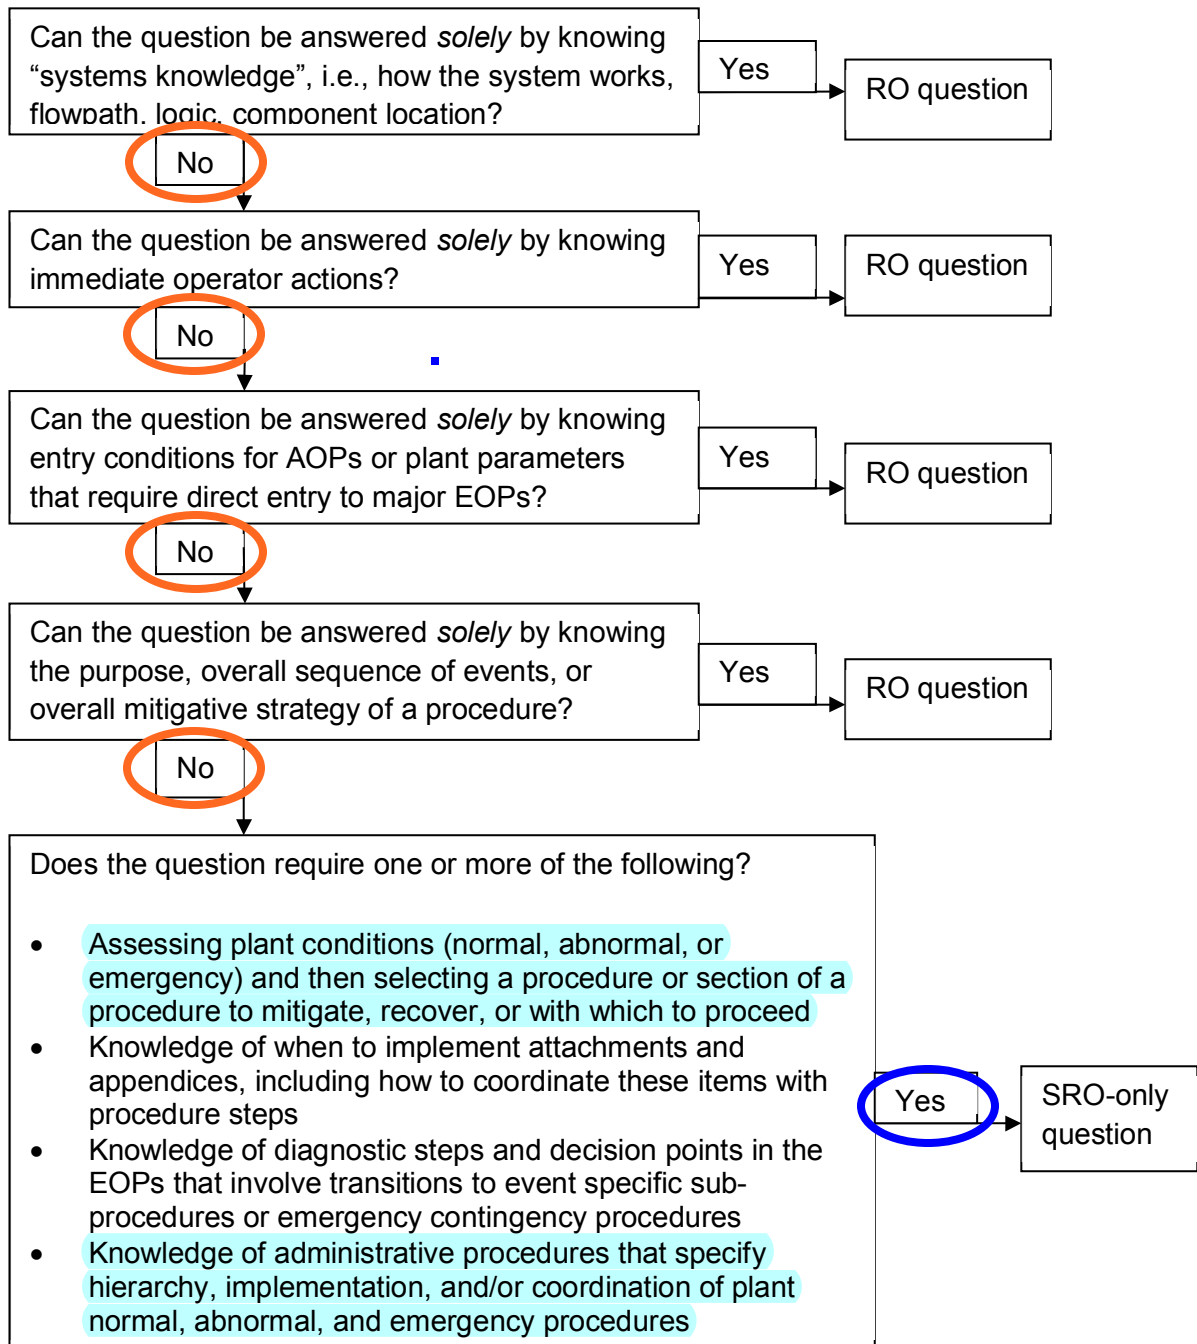 Can the question be answered solely by knowing
“systems knowledge”, i.e., how the system works,
flowpath, logic, component location?
Yes
RO question
No
Can the question be answered solely by knowing
immediate operator actions?
Yes
RO question
No
Can the question be answered solely by knowing
entry conditions for AOPs or plant parameters
that require direct entry to major EOPs?
Yes
RO question
No
Can the question be answered solely by knowing
the purpose, overall sequence of events, or
overall mitigative strategy of a procedure?
Yes
RO question
No
Does the question require one or more of the following?
• Assessing plant conditions (normal, abnormal, or
emergency) and then selecting a procedure or section of a
procedure to mitigate, recover, or with which to proceed
• Knowledge of when to implement attachments and
appendices, including how to coordinate these items with
procedure steps
• Knowledge of diagnostic steps and decision points in the
EOPs that involve transitions to event specific sub-
procedures or emergency contingency procedures
• Knowledge of administrative procedures that specify
hierarchy, implementation, and/or coordination of plant
normal, abnormal, and emergency procedures
Yes
SRO-only
question